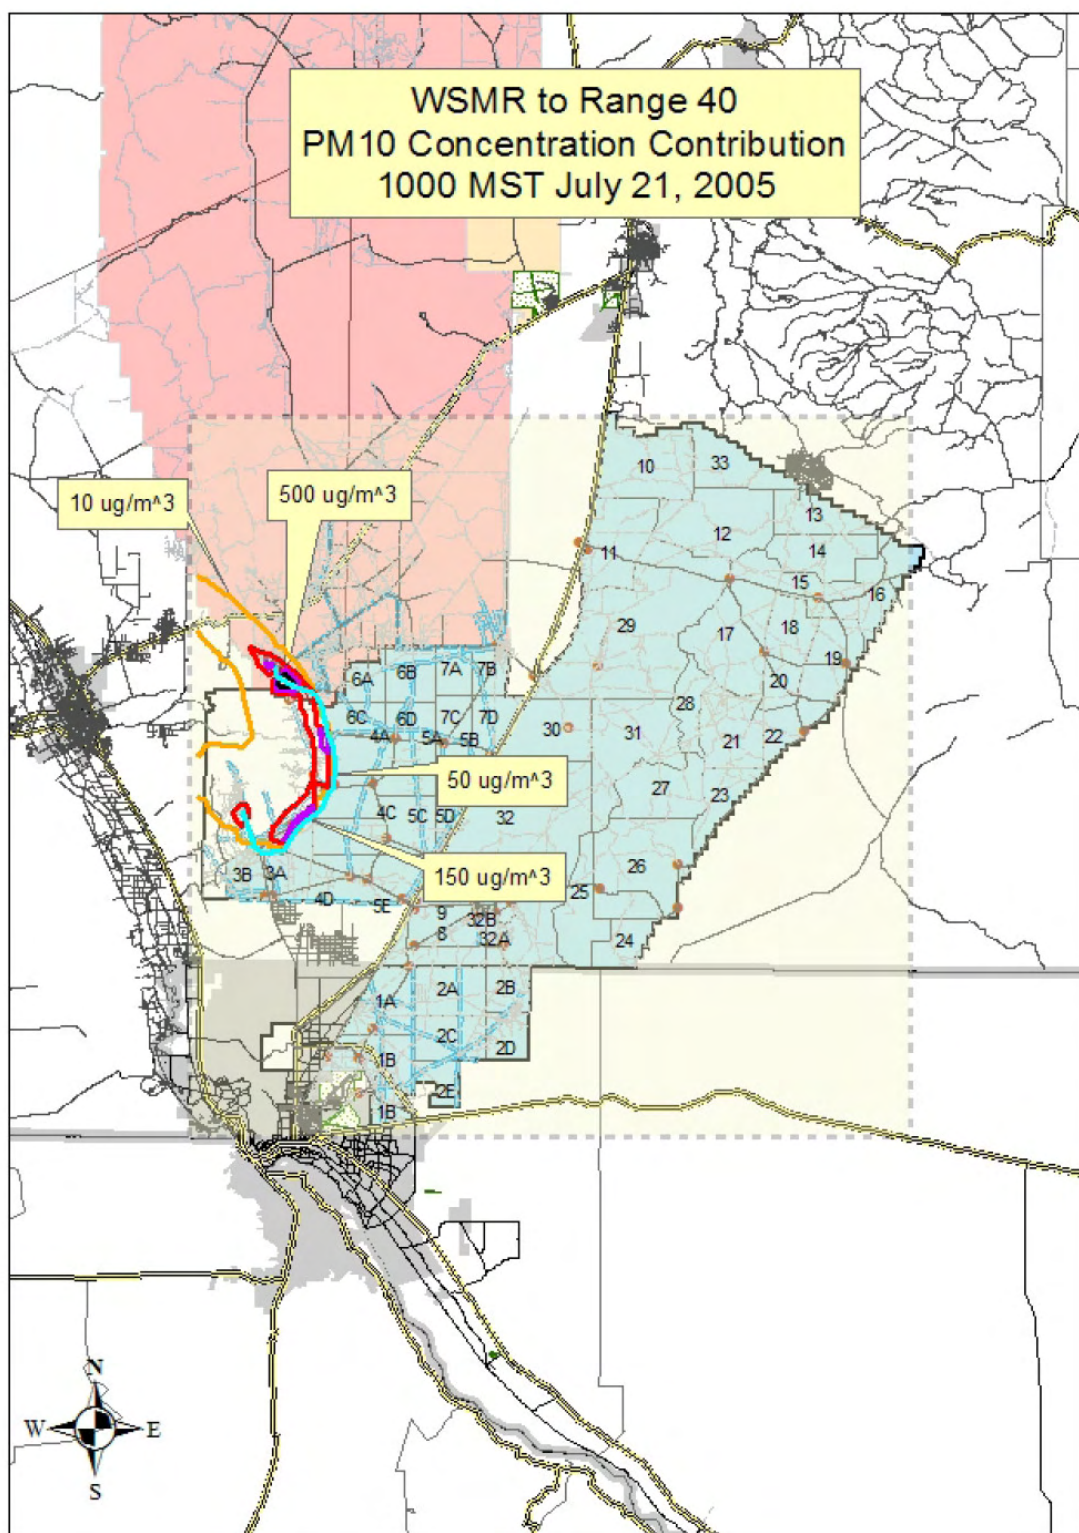 WSMR to Range 40
PM10 Concentration Contribution
1000 MST July 21, 2005
10 ug/m^3
500 ug/m^3
50 ug/m^3
150 ug/m^3
10
33
13
12
11
14
15
16
29
17
18
19
7A
7B
6B
6A
20
28
6C
6D
7C
7D
30
31
4A
5A
5B
21
22
27
23
4C
5C
5D
32
26
3B
3A
25
4D
5E
9
32B
8
32A
24
2A
2B
1A
2C
2D
1B
2E
1B
N
W
E
S